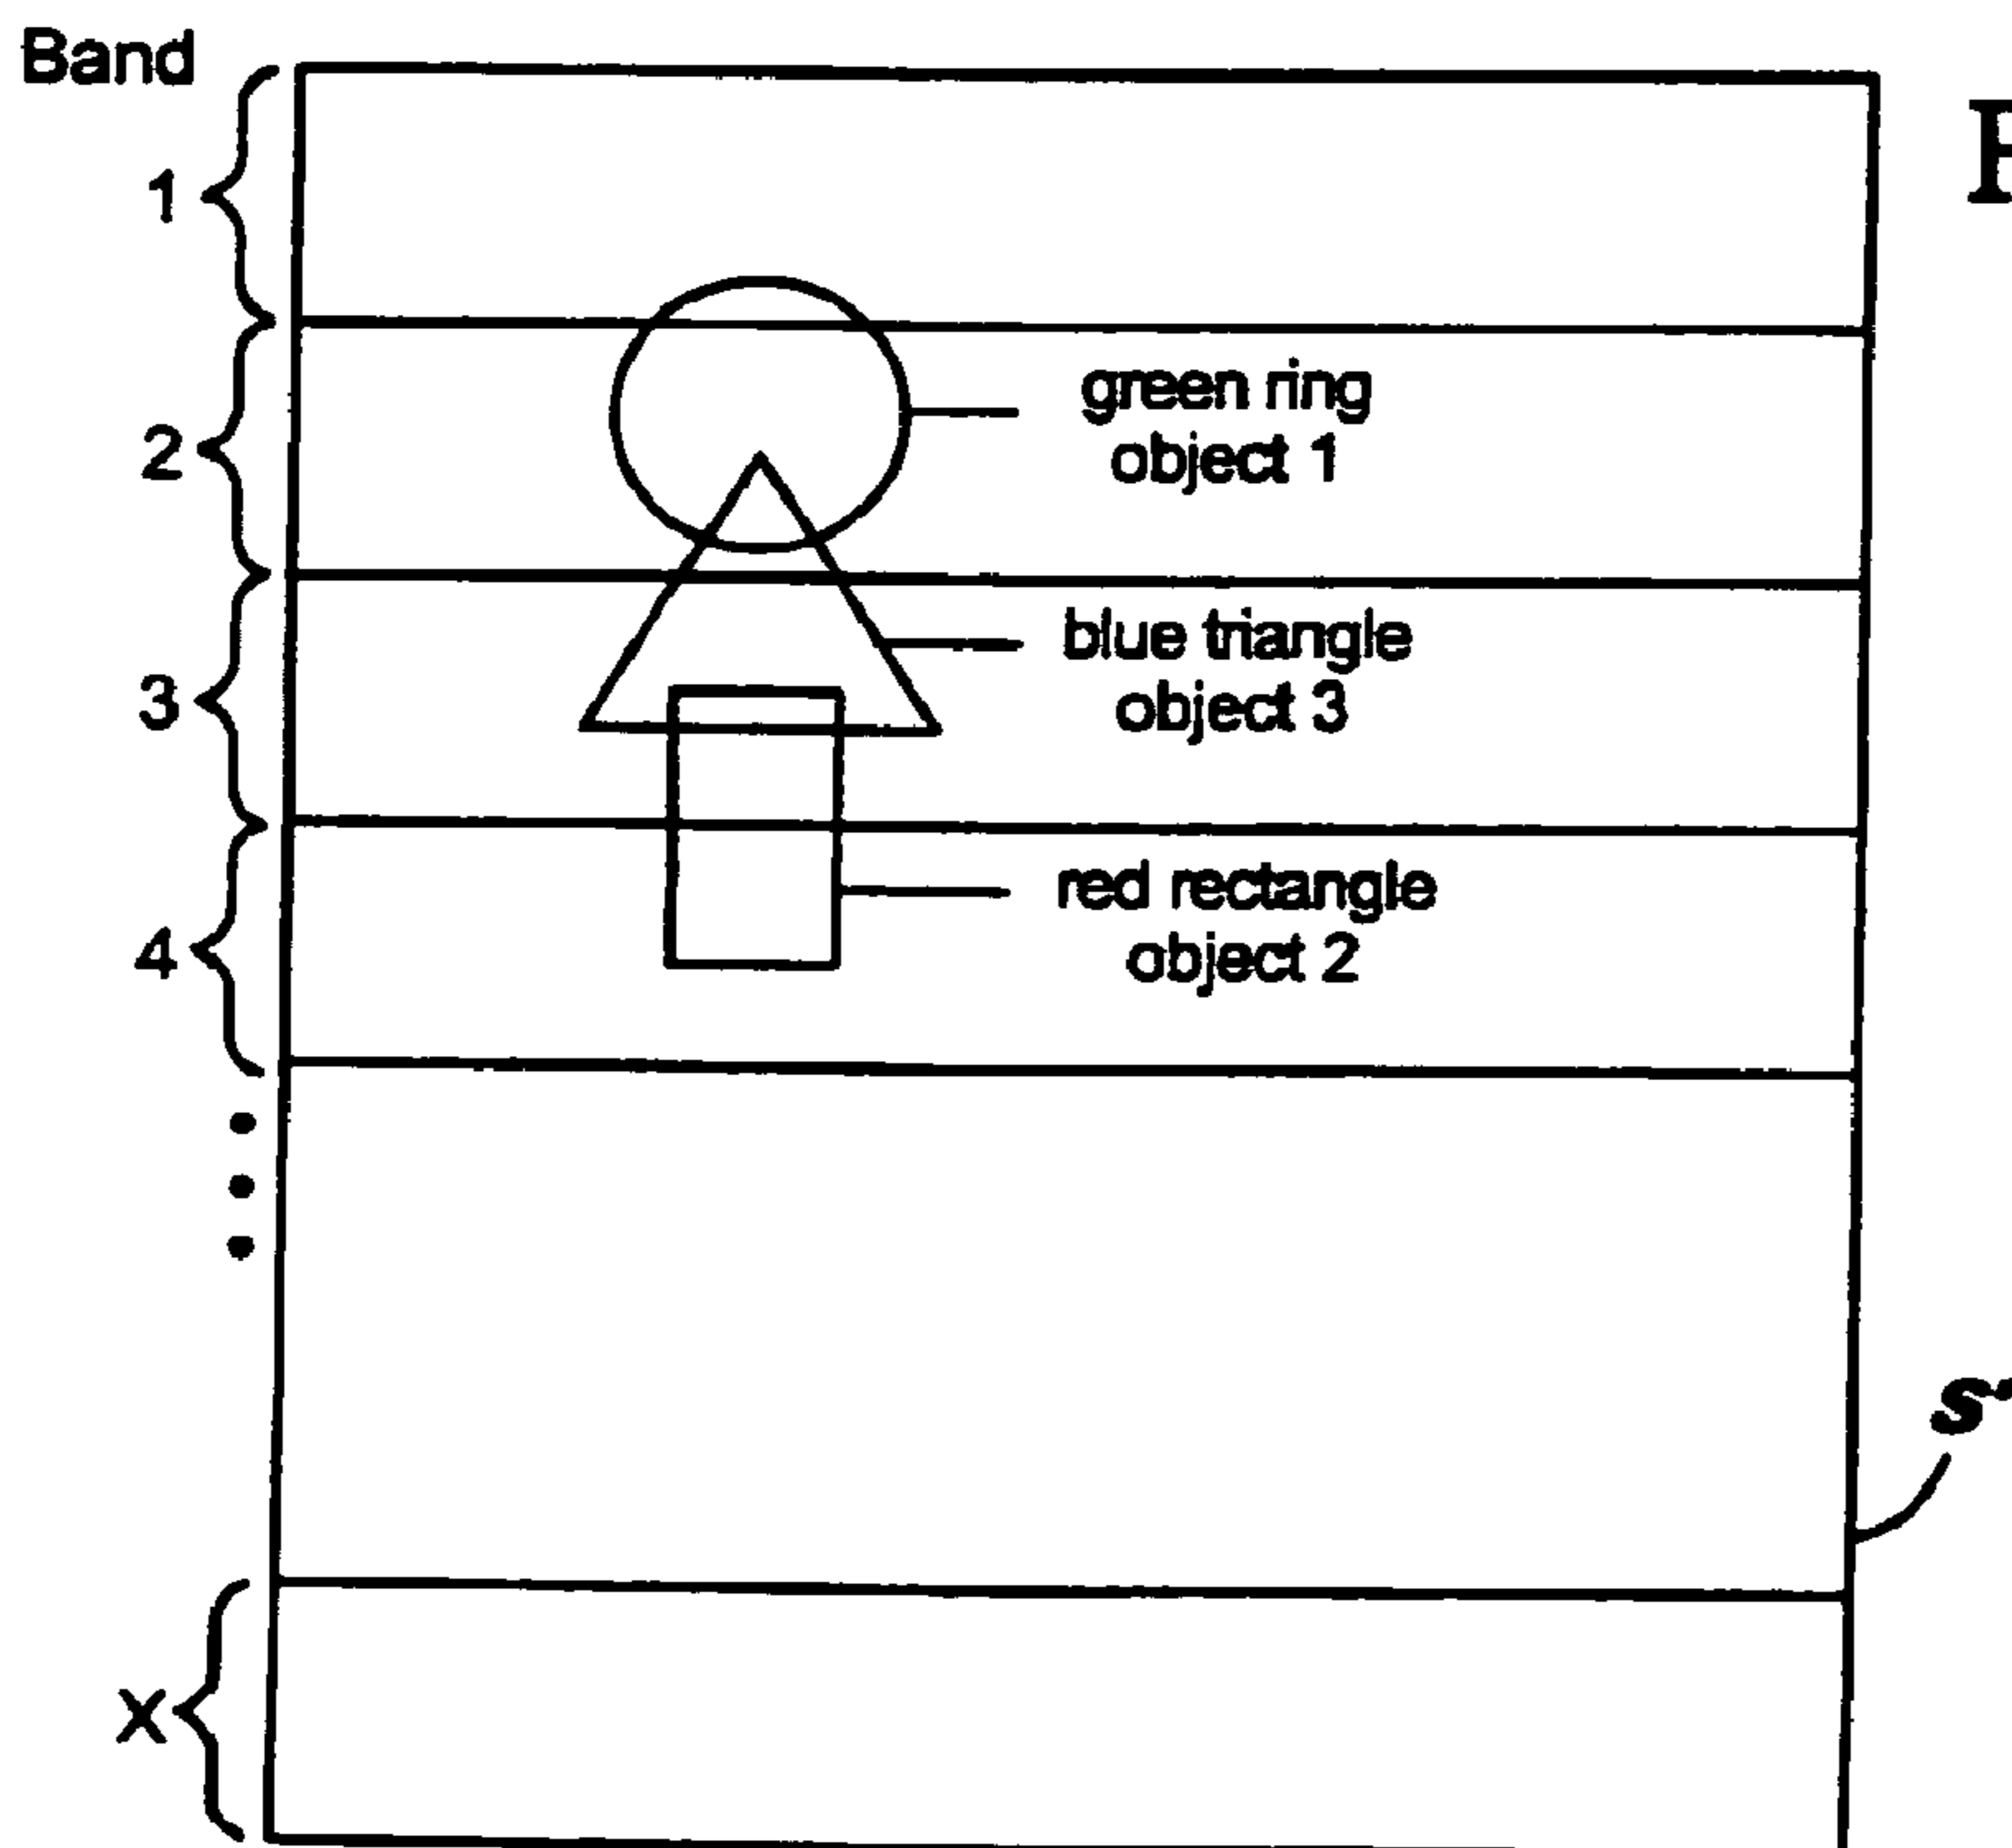 Band
1
2
green ring
object 1
3
blue triangle
object 3
4
red rectangle
object 2
X